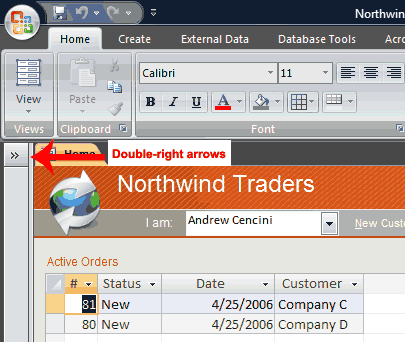 Northwin
Home Create External Data Database Tools Acro
View Paste Calibri 11
B I U A
Views Clipboard Font
» Home Double-right arrows
Northwind Traders
I am: Andrew Cencini New Custo
Active Orders
# Status Date Customer
81 New 4/25/2006 Company C
80 New 4/25/2006 Company D